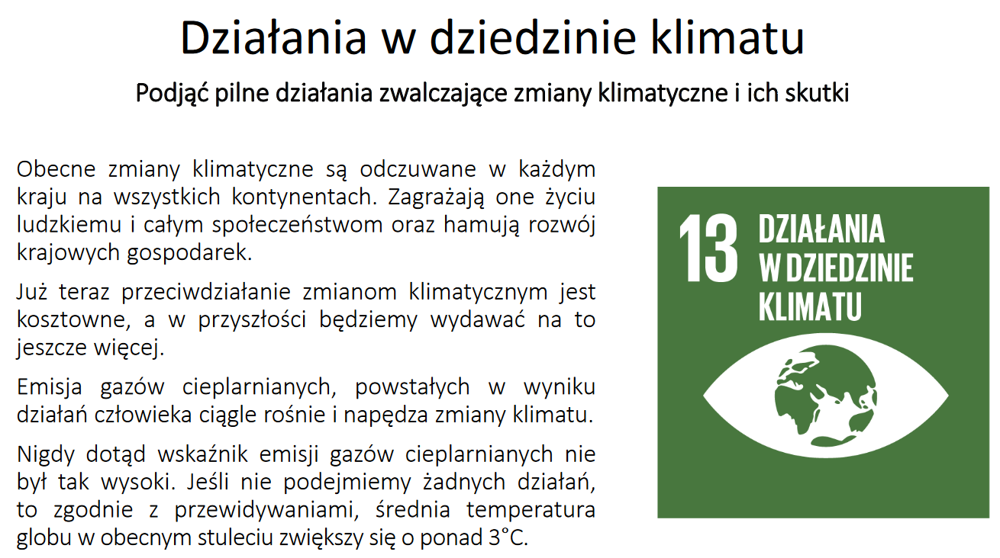 Działania w dziedzinie klimatu
Podjąć pilne działania zwalczające zmiany klimatyczne i ich skutki
Obecne zmiany klimatyczne są odczuwane w każdym
kraju na wszystkich kontynentach. Zagrażają one życiu
ludzkiemu i całym społeczeństwom oraz hamują rozwój
krajowych gospodarek.
Już teraz przeciwdziałanie zmianom klimatycznym jest
kosztowne, a w przyszłości będziemy wydawać na to
jeszcze więcej.
Emisja gazów cieplarnianych, powstałych w wyniku
działań człowieka ciągle rośnie i napędza zmiany klimatu.
Nigdy dotąd wskaźnik emisji gazów cieplarnianych nie
był tak wysoki. Jeśli nie podejmiemy żadnych działań,
to zgodnie z przewidywaniami, średnia temperatura
globu w obecnym stuleciu zwiększy się o ponad 3°C.
13 DZIAŁANIA
W DZIEDZINIE
KLIMATU